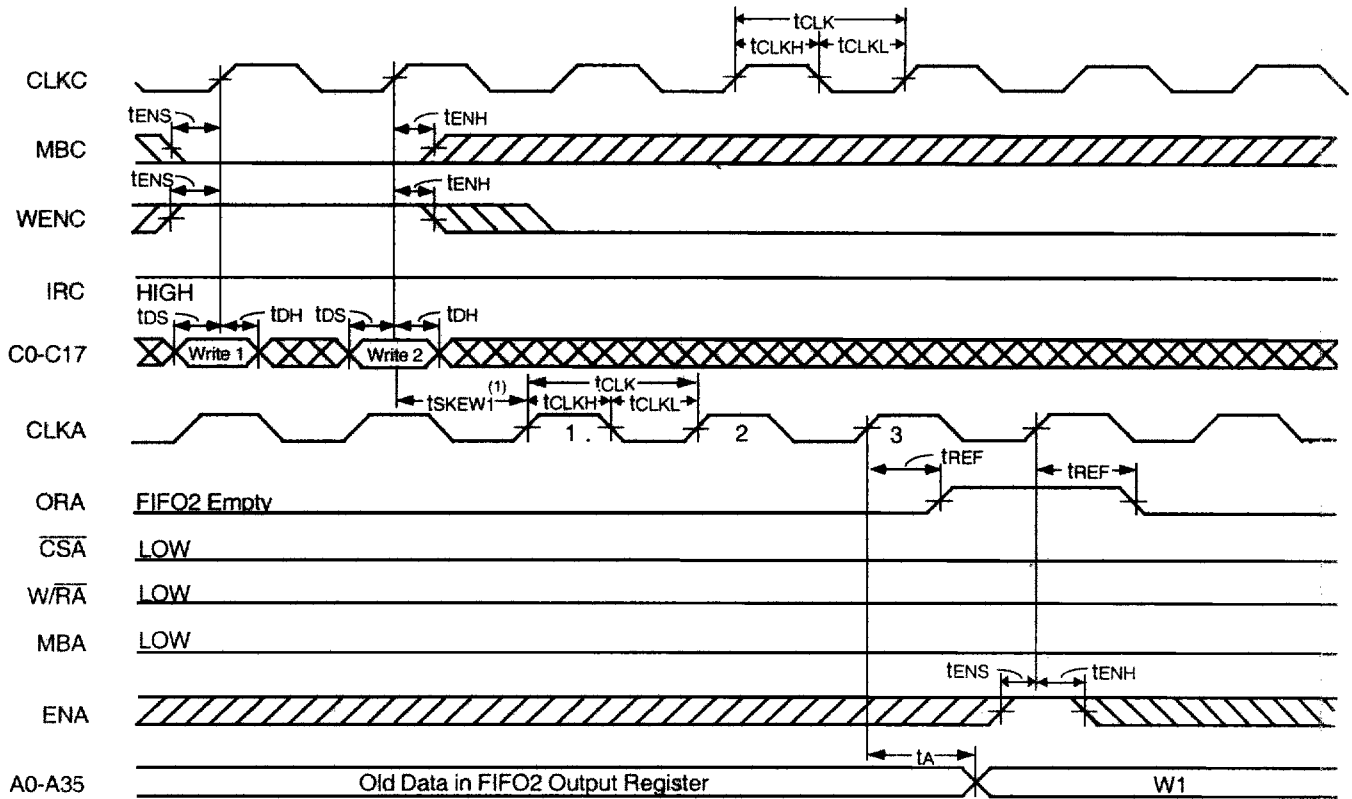 tCLK
tCLKH tCLKL
CLKC
tENS tENH
MBC
tENS tENH
WENC
IRC HIGH
tDS tDH tDS tDH
C0-C17 Write 1 Write 2
tSKEW1(1) tCLK
tCLKH tCLKL
CLKA 1. 2 3
tREF tREF
ORA FIFO2 Empty
CSA LOW
W/RA LOW
MBA LOW
tENS tENH
ENA
tA
A0-A35 Old Data in FIFO2 Output Register W1